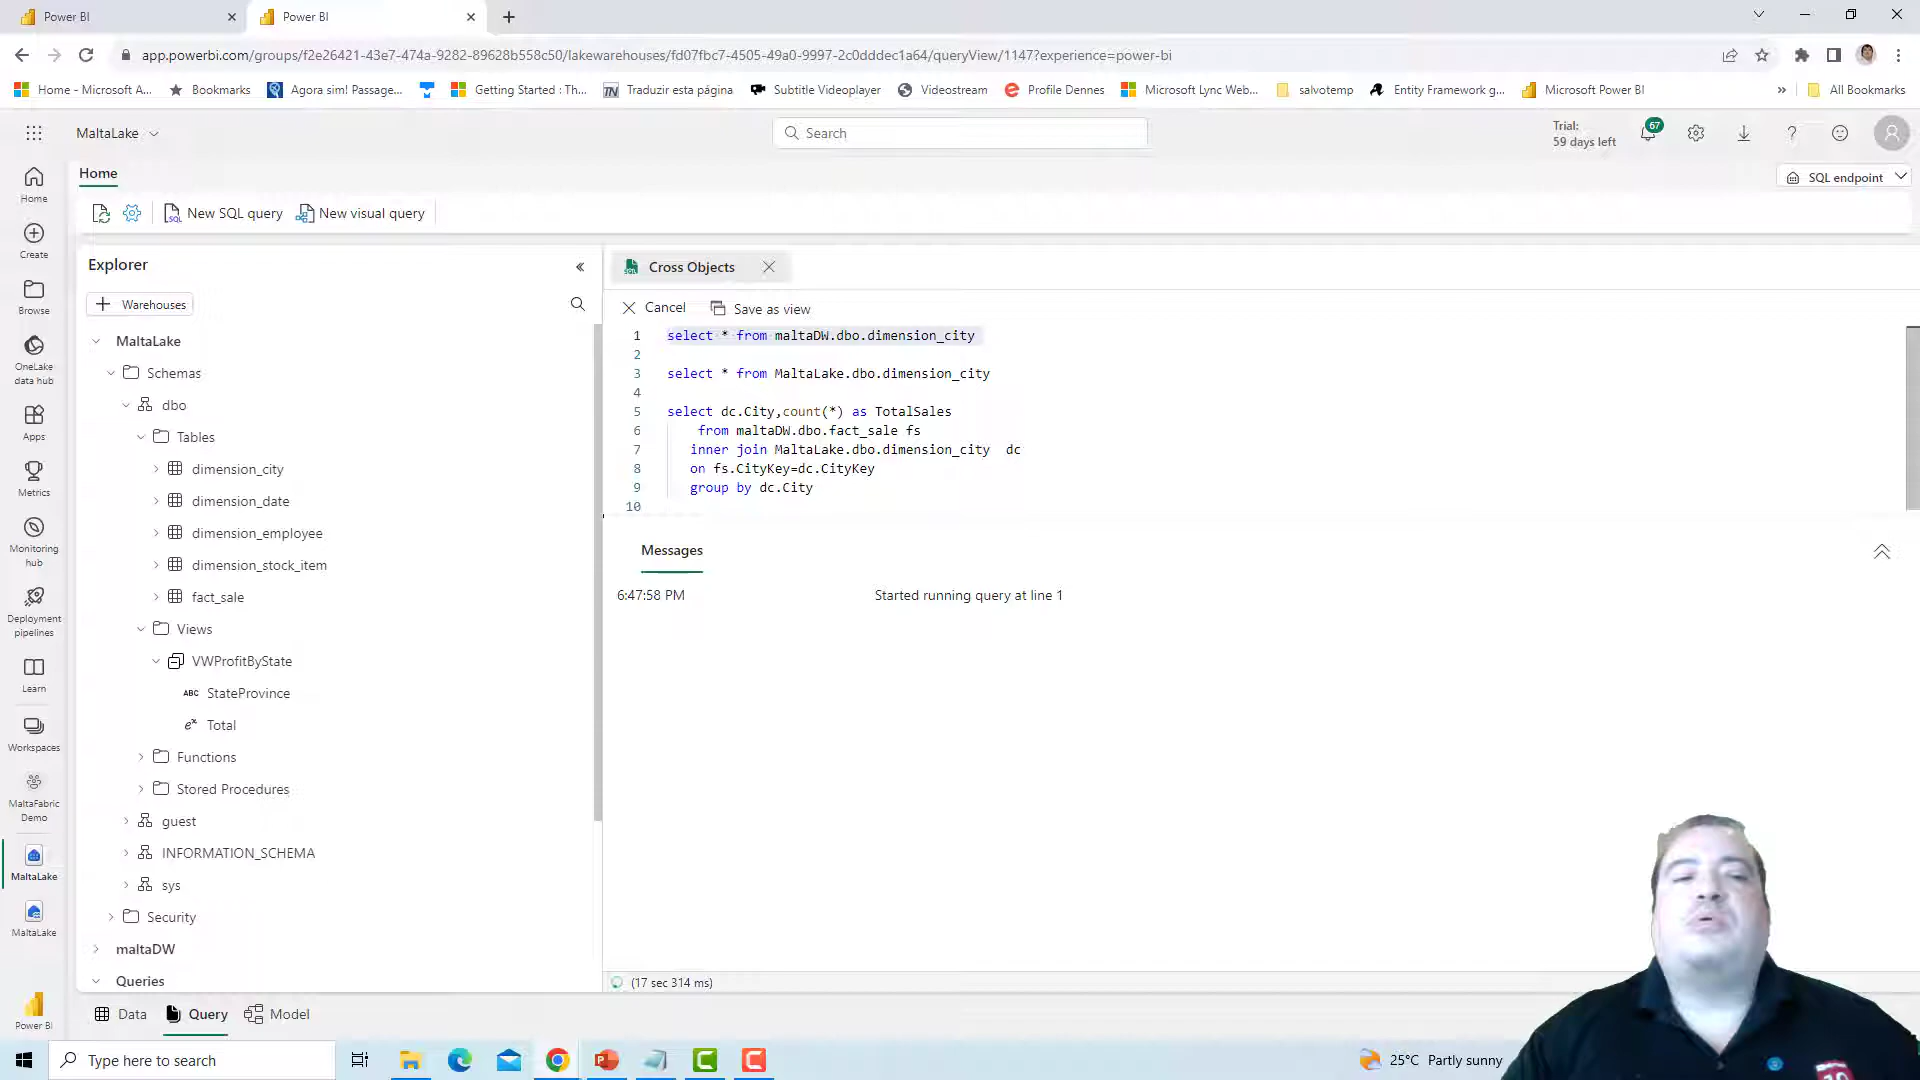 Power BI
Power BI
app.powerbi.com/groups/f2e26421-43e7-474a-9282-89628b558c50/lakewarehouses/fd07fbc7-4505-49a0-9997-2c0dddec1a64/queryView/1147?experience=power-bi
Home - Microsoft A...
Bookmarks
Agora sim! Passage...
Getting Started : Th...
Traduzir esta página
Subtitle Videoplayer
Videostream
Profile Dennes
Microsoft Lync Web...
salvotemp
Entity Framework g...
Microsoft Power BI
All Bookmarks
MaltaLake
Search
Trial:
59 days left
67
Home
SQL endpoint
New SQL query
New visual query
Home
Create
Browse
OneLake
data hub
Apps
Metrics
Monitoring
hub
Deployment
pipelines
Learn
Workspaces
MaltaFabric
Demo
MaltaLake
MaltaLake
Power BI
Explorer
Warehouses
MaltaLake
Schemas
dbo
Tables
dimension_city
dimension_date
dimension_employee
dimension_stock_item
fact_sale
Views
VWProfitByState
ABC StateProvince
Total
Functions
Stored Procedures
guest
INFORMATION_SCHEMA
sys
Security
maltaDW
Queries
Cross Objects
Cancel
Save as view
1 select * from maltaDW.dbo.dimension_city
2
3 select * from MaltaLake.dbo.dimension_city
4
5 select dc.City,count(*) as TotalSales
6 from maltaDW.dbo.fact_sale fs
7 inner join MaltaLake.dbo.dimension_city dc
8 on fs.CityKey=dc.CityKey
9 group by dc.City
10
Messages
6:47:58 PM Started running query at line 1
(17 sec 314 ms)
Data
Query
Model
Type here to search
25°C Partly sunny